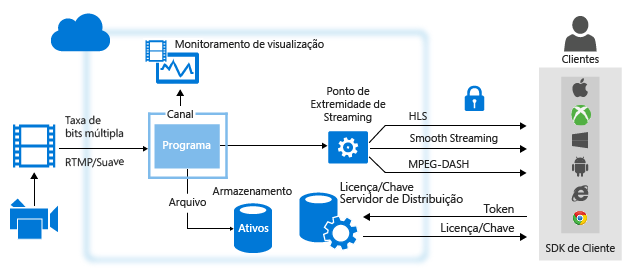 Monitoramento de visualização
Clientes
Taxa de
bits múltipla
RTMP/Suave
Canal
Programa
Ponto de
Extremidade de
Streaming
HLS
Smooth Streaming
MPEG-DASH
Arquivo
Armazenamento
Ativos
Licença/Chave
Servidor de Distribuição
Token
Licença/Chave
SDK de Cliente